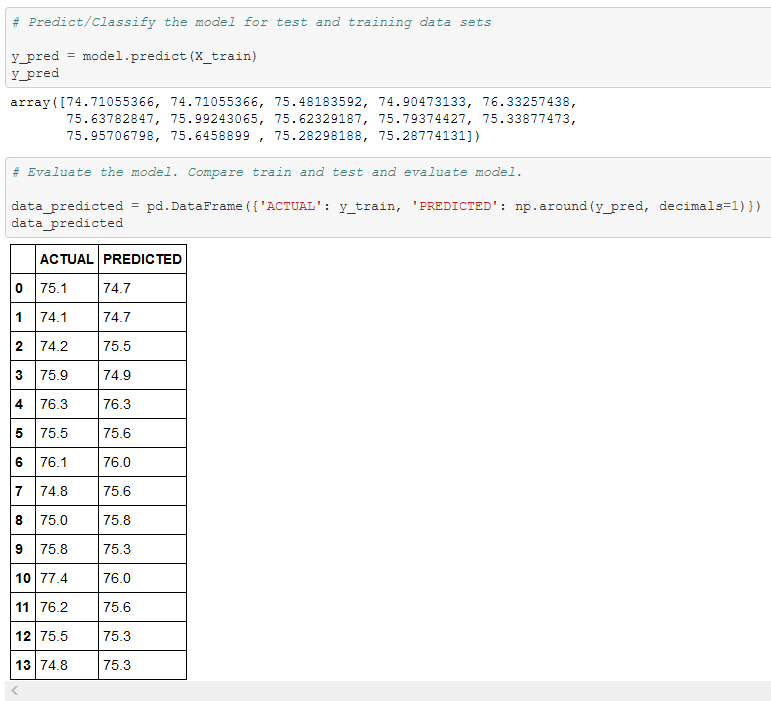 # Predict/Classify the model for test and training data sets
y_pred = model.predict(X_train)
y_pred
array([74.71055366, 74.71055366, 75.48183592, 74.90473133, 76.33257438,
75.63782847, 75.99243065, 75.62329187, 75.79374427, 75.33877473,
75.95706798, 75.6458899 , 75.28298188, 75.28774131])
# Evaluate the model. Compare train and test and evaluate model.
data_predicted = pd.DataFrame({'ACTUAL': y_train, 'PREDICTED': np.around(y_pred, decimals=1)})
data_predicted
ACTUAL PREDICTED
0 75.1 74.7
1 74.1 74.7
2 74.2 75.5
3 75.9 74.9
4 76.3 76.3
5 75.5 75.6
6 76.1 76.0
7 74.8 75.6
8 75.0 75.8
9 75.8 75.3
10 77.4 76.0
11 76.2 75.6
12 75.5 75.3
13 74.8 75.3